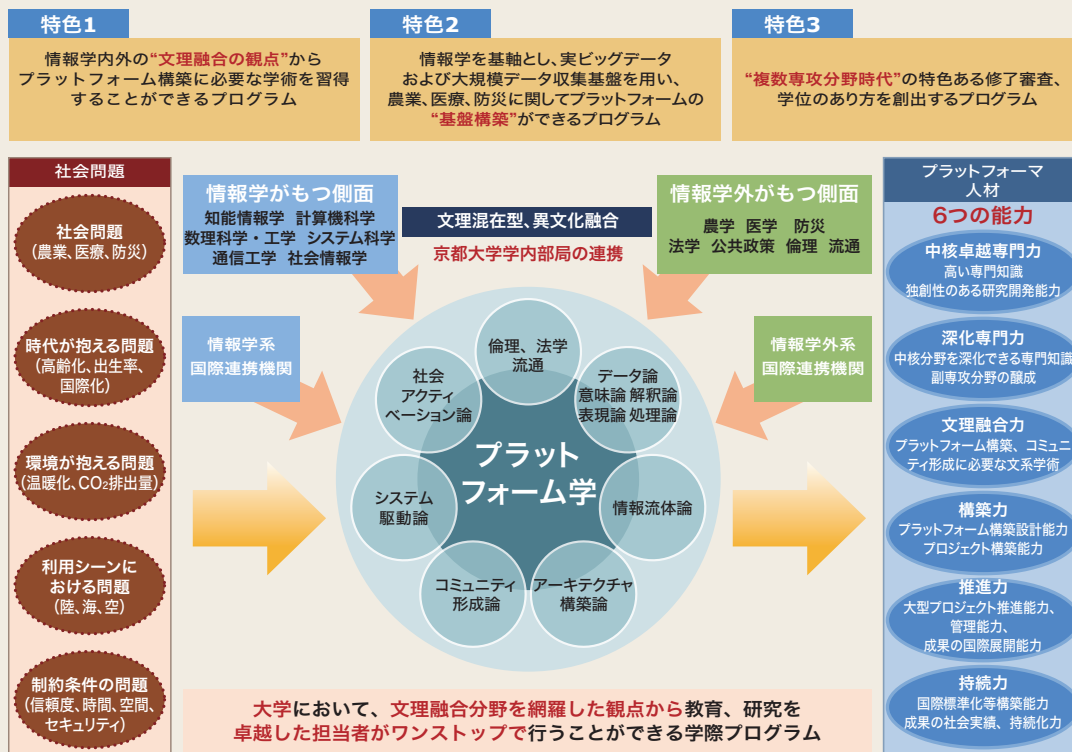 特色1
情報学内外の“文理融合の観点”から
プラットフォーム構築に必要な学術を習得
することができるプログラム
特色2
情報学を基軸とし、実ビッグデータ
および大規模データ収集基盤を用い、
農業、医療、防災に関してプラットフォームの
“基盤構築”ができるプログラム
特色3
“複数専攻分野時代”の特色ある修了審査、
学位のあり方を創出するプログラム
社会問題
社会問題
(農業、医療、防災)
時代が抱える問題
(高齢化、出生率、
国際化)
環境が抱える問題
(温暖化、CO₂排出量)
利用シーンに
おける問題
(陸、海、空)
制約条件の問題
(信頼度、時間、空間、
セキュリティ)
情報学がもつ側面
知能情報学 計算機科学
数理科学・工学 システム科学
通信工学 社会情報学
文理混在型、異文化融合
京都大学学内部局の連携
情報学外がもつ側面
農学 医学 防災
法学 公共政策 倫理 流通
情報学系
国際連携機関
情報学外系
国際連携機関
倫理、法学
流通
データ論
意味論 解釈論
表現論 処理論
情報流体論
アーキテクチャ
構築論
コミュニティ
形成論
システム
駆動論
社会
アクティ
ベーション論
プラット
フォーム学
プラットフォーマ
人材
6つの能力
中核卓越専門力
高い専門知識
独創性のある研究開発能力
深化専門力
中核分野を深化できる専門知識
副専攻分野の醸成
文理融合力
プラットフォーム構築、コミュニ
ティ形成に必要な文系学術
構築力
プラットフォーム構築設計能力
プロジェクト構築能力
推進力
大型プロジェクト推進能力、
管理能力、
成果の国際展開能力
持続力
国際標準化等構築能力
成果の社会実績、持続化力
大学において、文理融合分野を網羅した観点から教育、研究を
卓越した担当者がワンストップで行うことができる学際プログラム